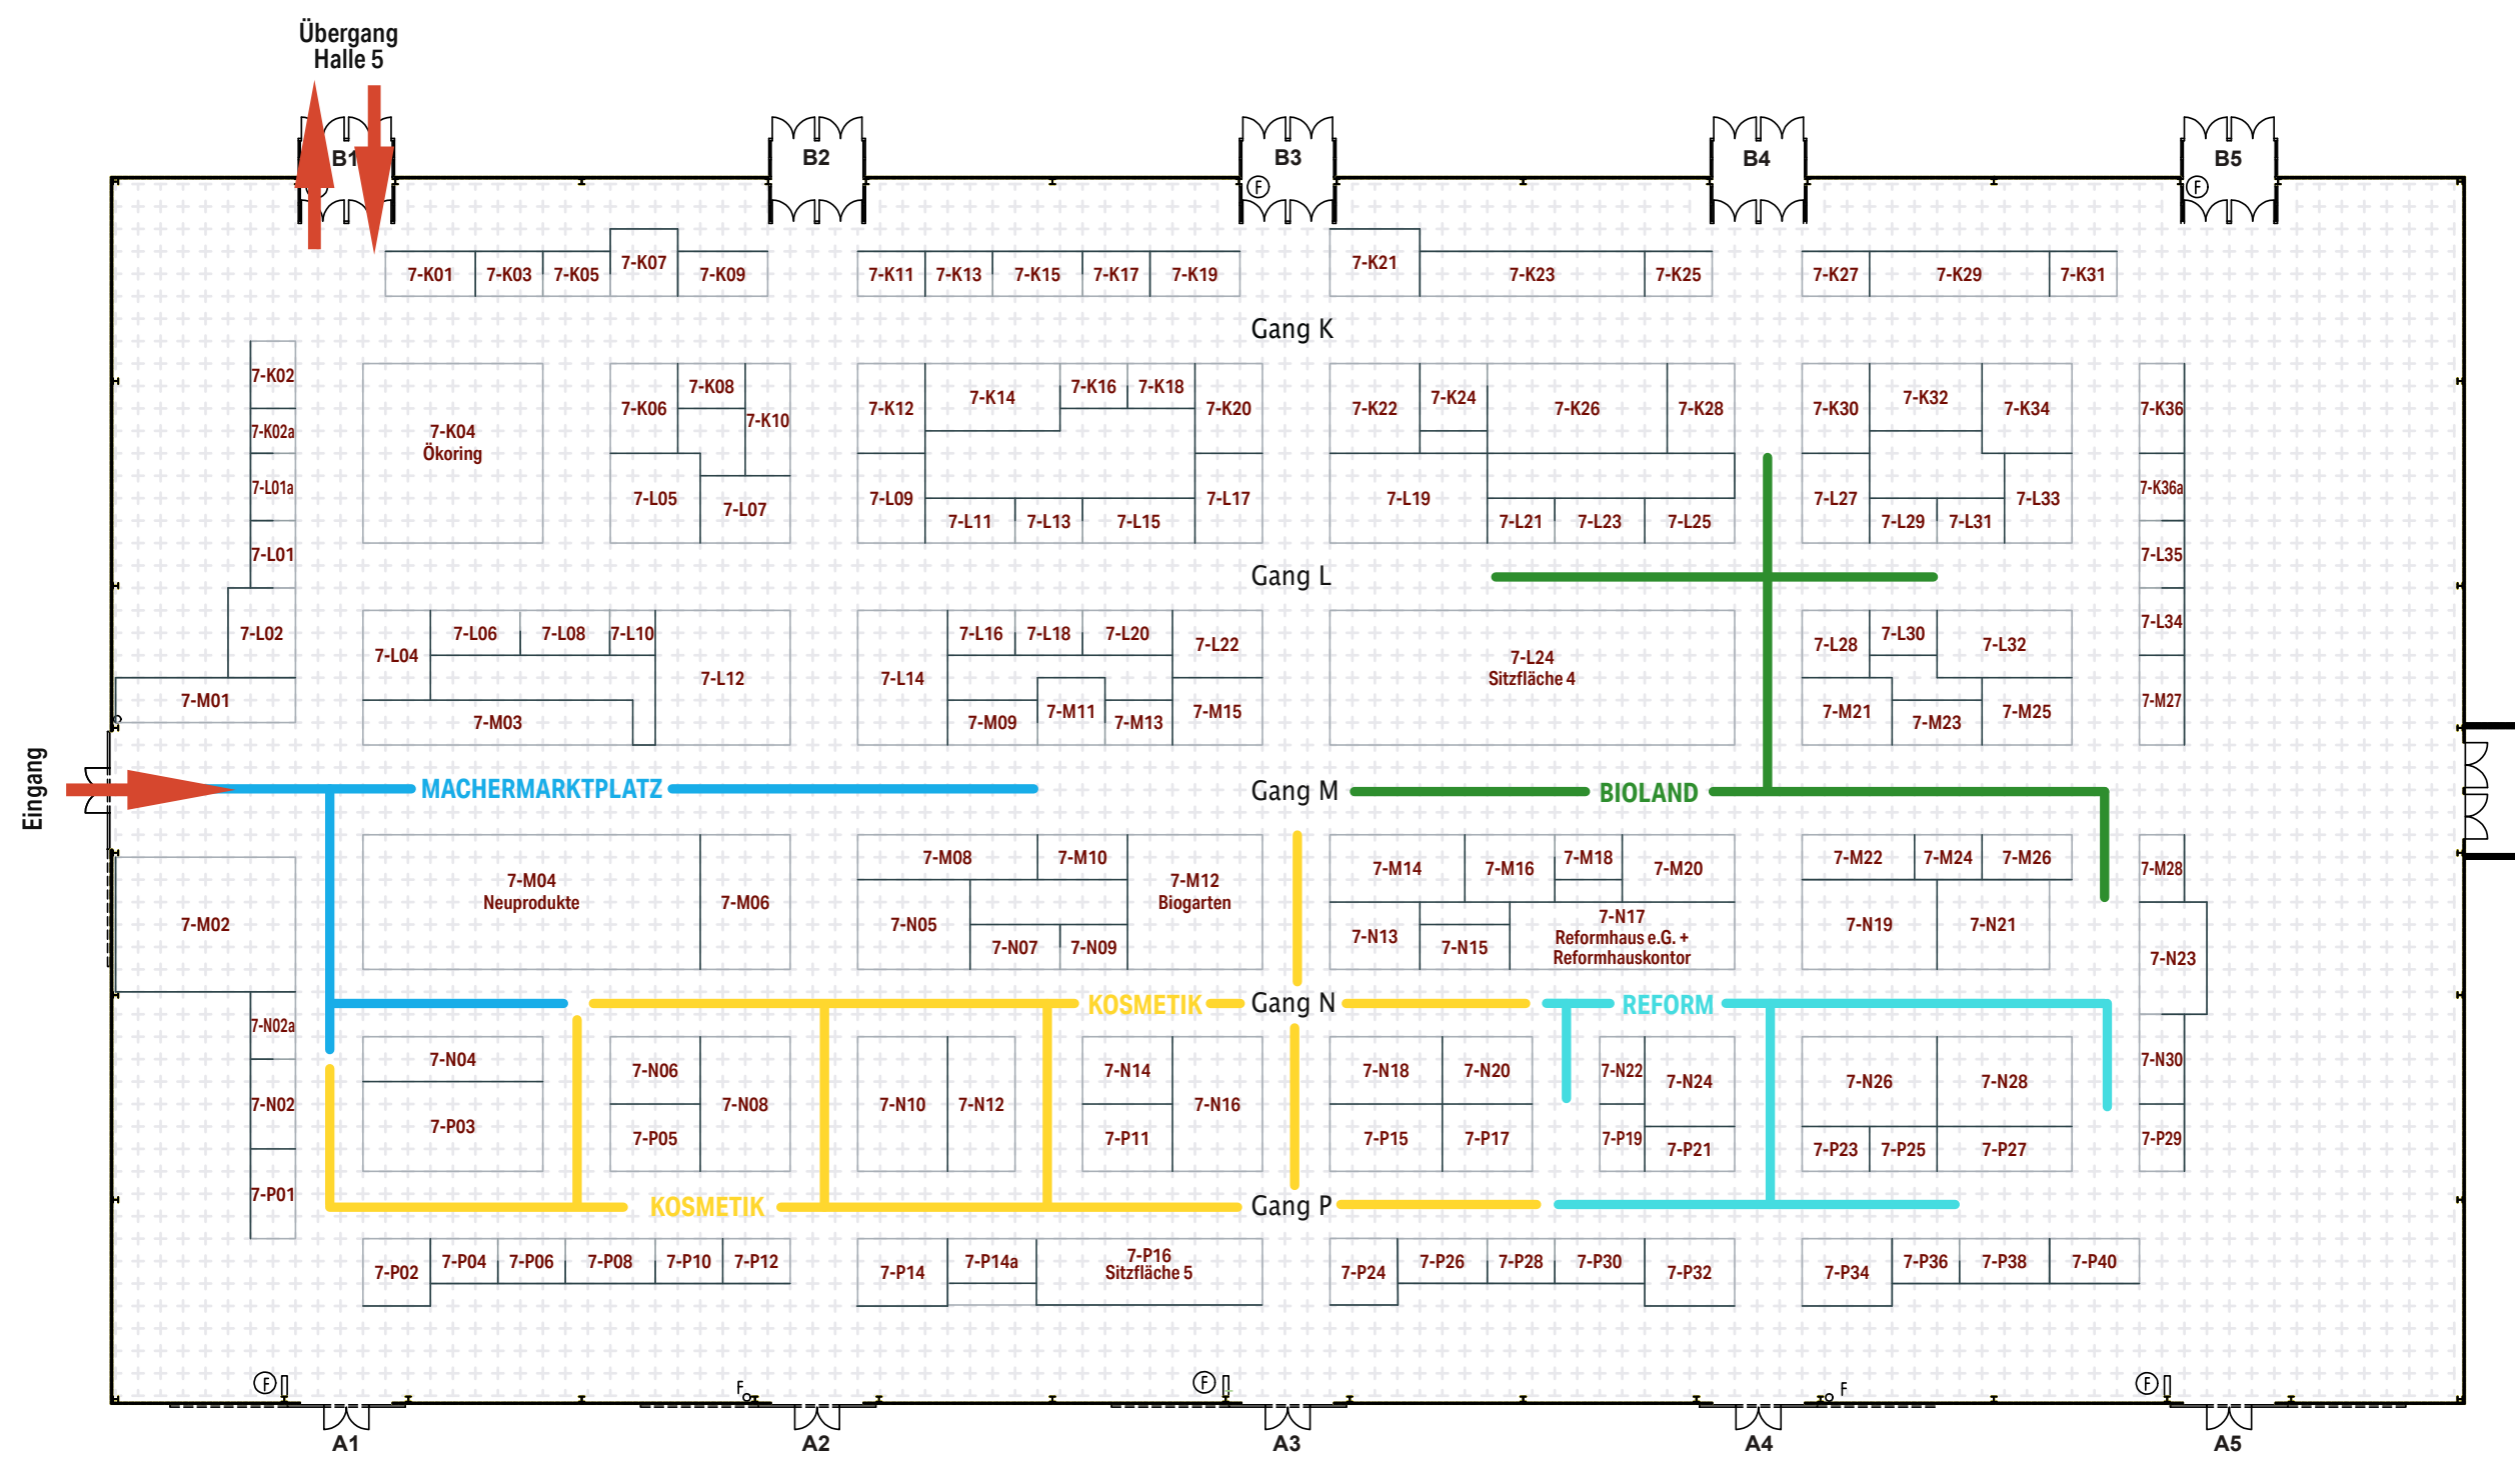 Übergang
Halle 5
B1
B2
B3
B4
B5
F
F
7-K01
7-K03
7-K05
7-K07
7-K09
7-K11
7-K13
7-K15
7-K17
7-K19
7-K21
7-K23
7-K25
7-K27
7-K29
7-K31
Gang K
7-K02
7-K02a
7-L01a
7-L01
7-L02
7-M01
7-K04
Ökoring
7-K06
7-K08
7-K10
7-L05
7-L07
7-K12
7-K14
7-K16
7-K18
7-K20
7-L09
7-L11
7-L13
7-L15
7-L17
7-K22
7-K24
7-K26
7-K28
7-L19
7-L21
7-L23
7-L25
7-K30
7-K32
7-K34
7-L27
7-L29
7-L31
7-L33
7-K36
7-K36a
7-L35
7-L34
7-M27
Gang L
7-L04
7-L06
7-L08
7-L10
7-L12
7-M03
7-L14
7-L16
7-L18
7-L20
7-L22
7-M09
7-M11
7-M13
7-M15
7-L24
Sitzfläche 4
7-L28
7-L30
7-L32
7-M21
7-M23
7-M25
Eingang
MACHERMARKTPLATZ
Gang M
BIOLAND
7-M02
7-N02a
7-N02
7-P01
7-M04
Neuprodukte
7-M06
7-M08
7-M10
7-M12
Biogarten
7-N05
7-N07
7-N09
7-M14
7-M16
7-M18
7-M20
7-N13
7-N15
7-N17
Reformhaus e.G. +
Reformhauskontor
7-M22
7-M24
7-M26
7-N19
7-N21
7-M28
7-N23
7-N30
7-P29
KOSMETIK
Gang N
REFORM
7-N04
7-P03
7-N06
7-N08
7-P05
7-N10
7-N12
7-N14
7-N16
7-P11
7-N18
7-N20
7-P15
7-P17
7-N22
7-N24
7-P19
7-P21
7-N26
7-N28
7-P23
7-P25
7-P27
KOSMETIK
Gang P
7-P02
7-P04
7-P06
7-P08
7-P10
7-P12
7-P14
7-P14a
7-P16
Sitzfläche 5
7-P24
7-P26
7-P28
7-P30
7-P32
7-P34
7-P36
7-P38
7-P40
F
F
F
F
F
A1
A2
A3
A4
A5